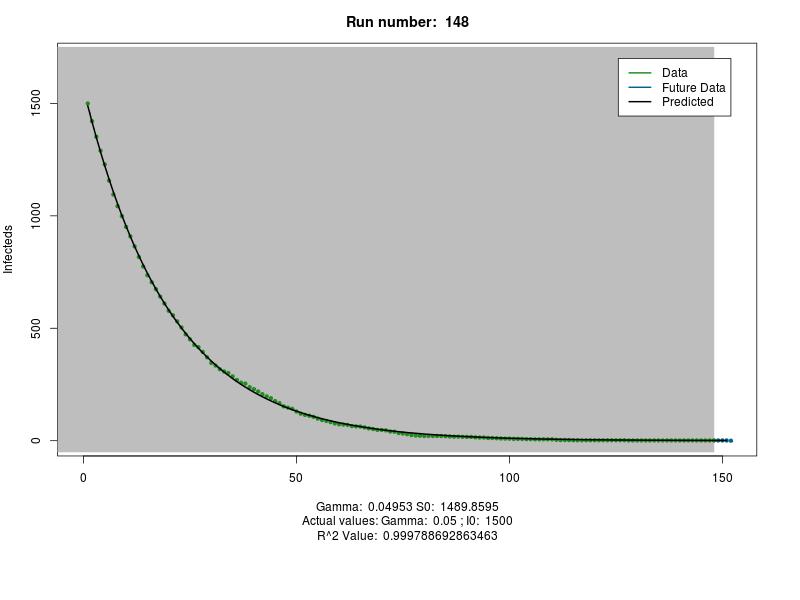 Run number:  148
Data
Future Data
Predicted
Infecteds
1500
1000
500
0
0 50 100 150
Gamma:  0.04953 S0:  1489.8595
Actual values: Gamma:  0.05 ; I0:  1500
R^2 Value:  0.999788692863463